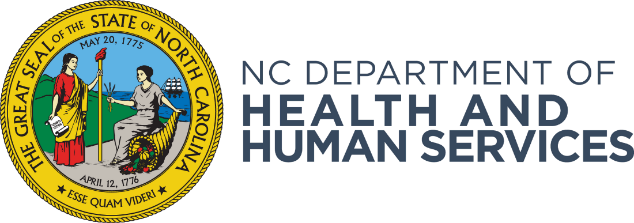 THE GREAT SEAL OF THE STATE OF NORTH CAROLINA
MAY 20, 1775
APRIL 12, 1776
★ ESSE QUAM VIDERI ★
NC DEPARTMENT OF
HEALTH AND
HUMAN SERVICES